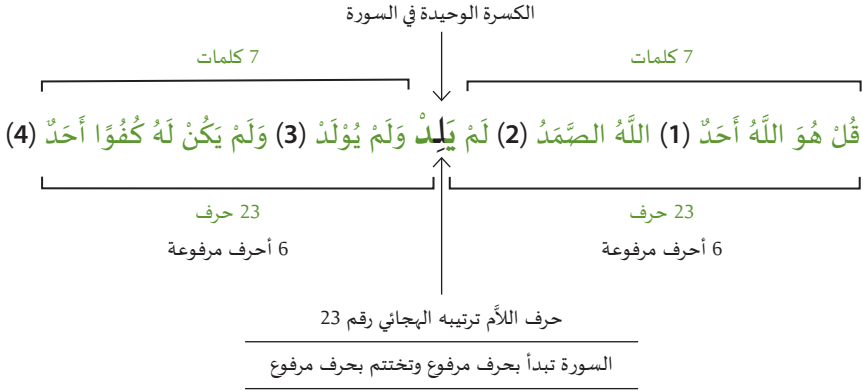 الكسرة الوحيدة في السورة
7 كلمات
7 كلمات
قُلْ هُوَ اللَّهُ أَحَدٌ (1) اللَّهُ الصَّمَدُ (2) لَمْ يَلِدْ وَلَمْ يُوْلَدْ (3) وَلَمْ يَكُنْ لَهُ كُفُوًا أَحَدٌ (4)
23 حرف
23 حرف
6 أحرف مرفوعة
6 أحرف مرفوعة
حرف اللاَّم ترتيبه الهجائي رقم 23
السورة تبدأ بحرف مرفوع وتختتم بحرف مرفوع